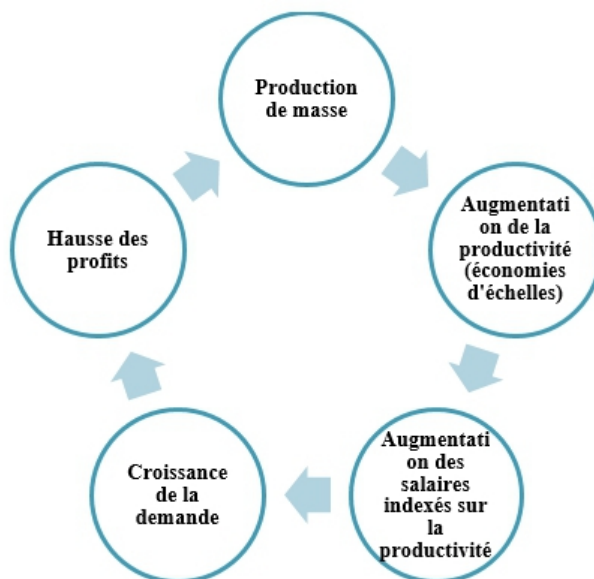 Production
de masse
Augmentati
on de la
productivité
(économies
d'échelles)
Augmentati
on des
salaires
indexés sur
la
productivité
Croissance
de la
demande
Hausse des
profits